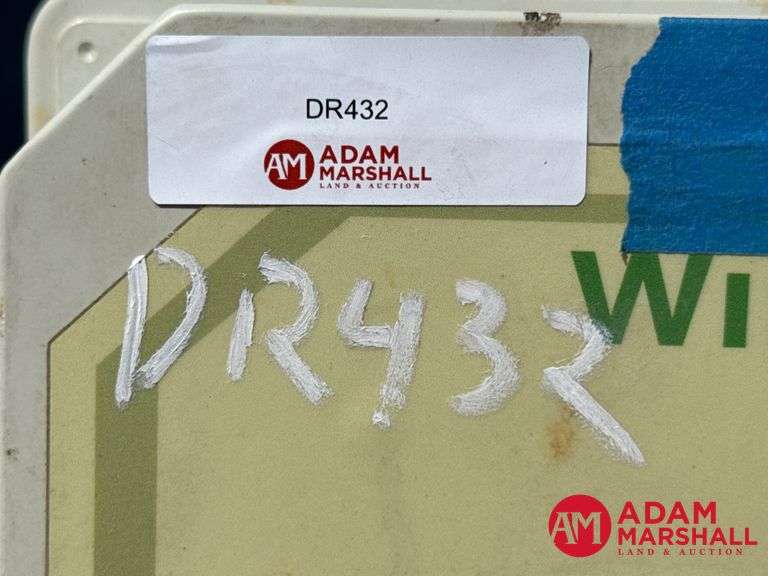 DR432
AM ADAM
MARSHALL
LAND & AUCTION
WI
DR432
AM ADAM
MARSHALL
LAND & AUCTION